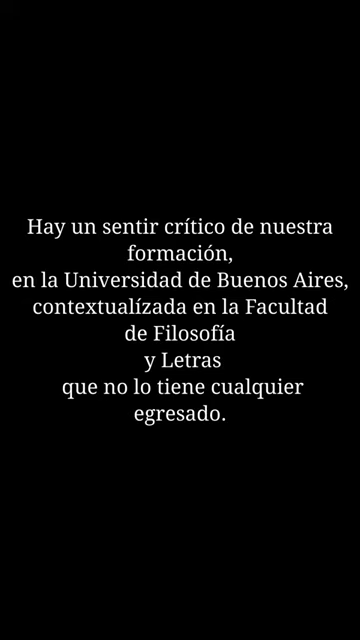 Hay un sentir crítico de nuestra
formación,
en la Universidad de Buenos Aires,
contextualízada en la Facultad
de Filosofía
y Letras
que no lo tiene cualquier
egresado.